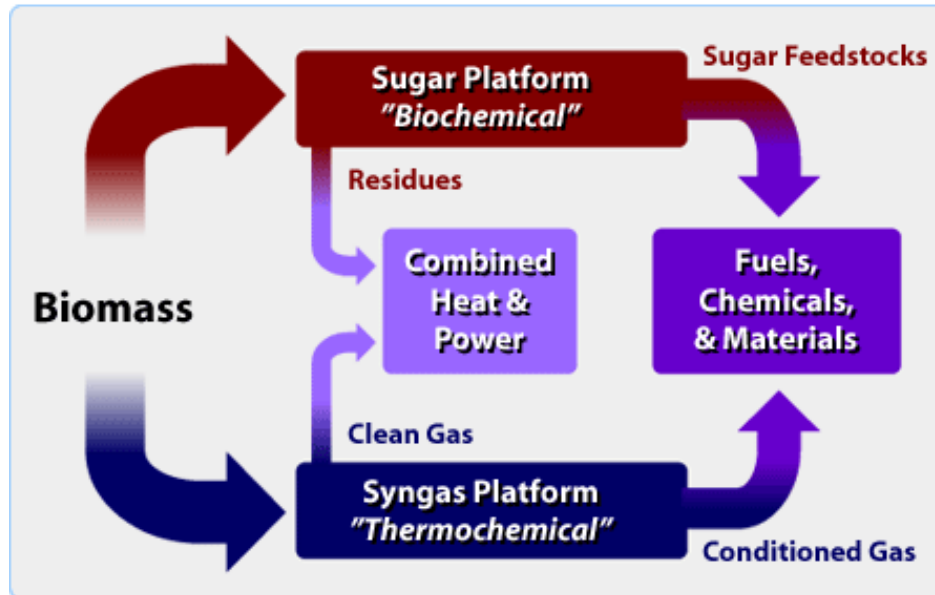 Sugar Platform
"Biochemical"
Sugar Feedstocks
Residues
Combined
Heat &
Power
Fuels,
Chemicals,
& Materials
Biomass
Clean Gas
Syngas Platform
"Thermochemical"
Conditioned Gas